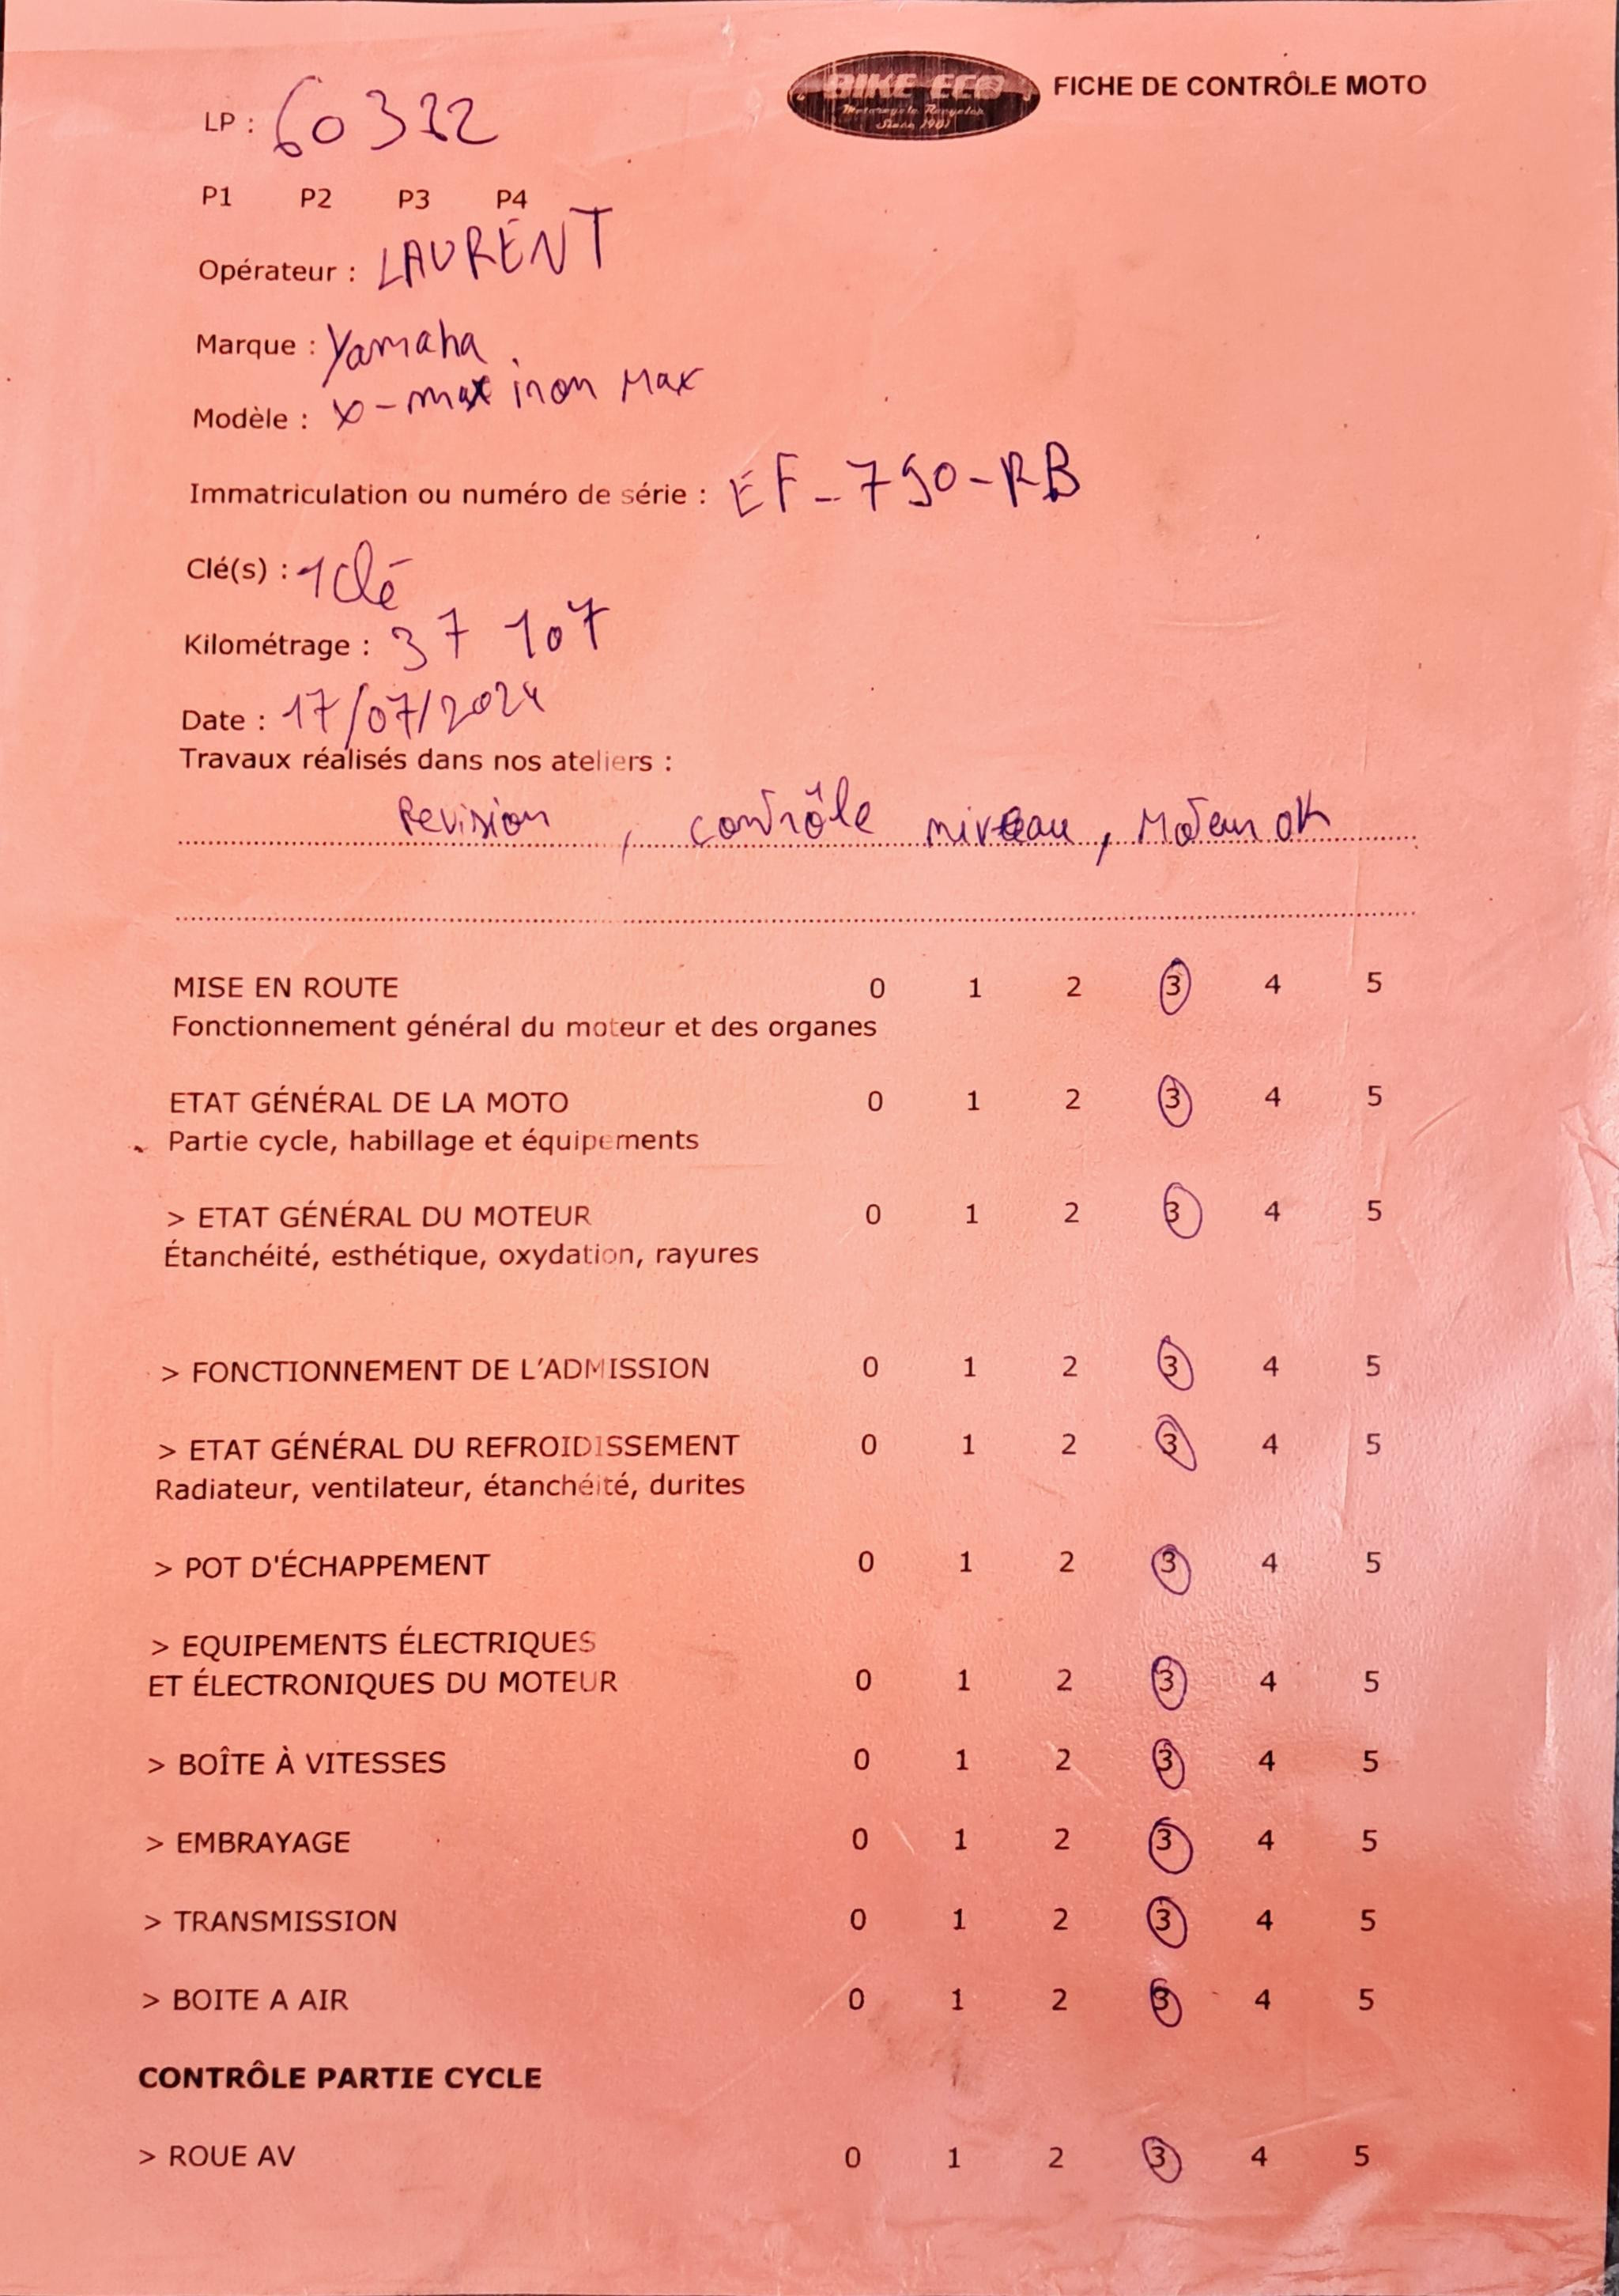 BIKE ECO
Motorcycle Recycler
Since 1981
FICHE DE CONTRÔLE MOTO
LP : 60332
P1 P2 P3 P4
Opérateur : LAURENT
Marque : Yamaha
Modèle : x-max iron Max
Immatriculation ou numéro de série : EF-790-RB
Clé(s) : 1 clé
Kilométrage : 37 107
Date : 17/07/2024
Travaux réalisés dans nos ateliers :
Revision, contrôle niveau, Moteur OK
MISE EN ROUTE 0 1 2 3 4 5
Fonctionnement général du moteur et des organes
ETAT GÉNÉRAL DE LA MOTO 0 1 2 3 4 5
Partie cycle, habillage et équipements
> ETAT GÉNÉRAL DU MOTEUR 0 1 2 3 4 5
Étanchéité, esthétique, oxydation, rayures
> FONCTIONNEMENT DE L'ADMISSION 0 1 2 3 4 5
> ETAT GÉNÉRAL DU REFROIDISSEMENT 0 1 2 3 4 5
Radiateur, ventilateur, étanchéité, durites
> POT D'ÉCHAPPEMENT 0 1 2 3 4 5
> EQUIPEMENTS ÉLECTRIQUES
ET ÉLECTRONIQUES DU MOTEUR 0 1 2 3 4 5
> BOÎTE À VITESSES 0 1 2 3 4 5
> EMBRAYAGE 0 1 2 3 4 5
> TRANSMISSION 0 1 2 3 4 5
> BOITE A AIR 0 1 2 3 4 5
CONTRÔLE PARTIE CYCLE
> ROUE AV 0 1 2 3 4 5